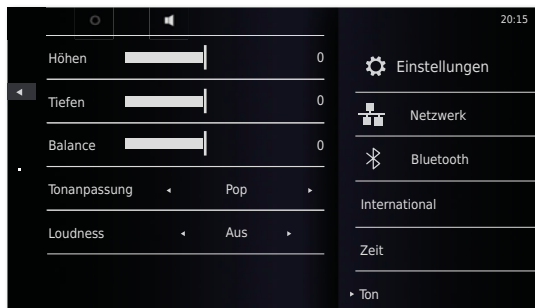 20:15
Höhen 0
Tiefen 0
Balance 0
Tonanpassung Pop
Loudness Aus
Einstellungen
Netzwerk
Bluetooth
International
Zeit
Ton